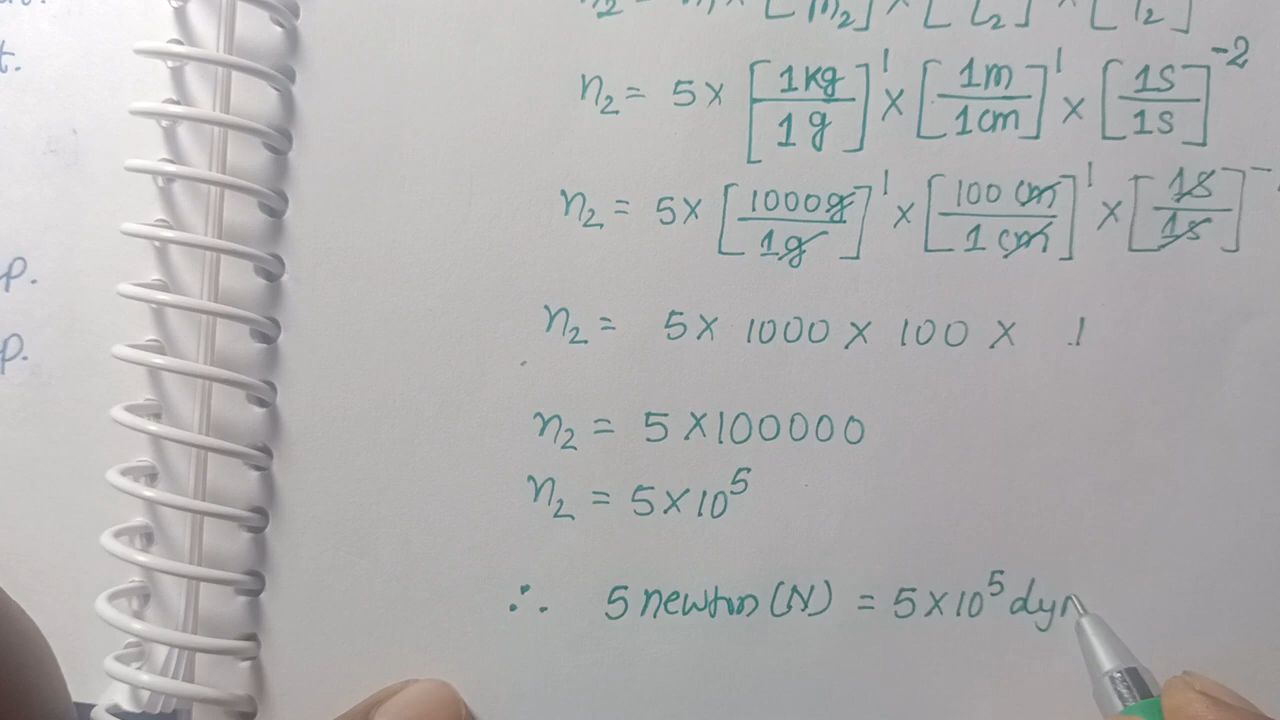 t.
n₂ = 5 × [1kg/1g]¹ × [1m/1cm]¹ × [1s/1s]⁻²
n₂ = 5 × [1000g/1g]¹ × [100 cm/1 cm]¹ × [1s/1s]⁻
n₂ = 5 × 1000 × 100 × 1
p.
p.
n₂ = 5 × 100000
n₂ = 5 × 10⁵
∴ 5 newton (N) = 5 × 10⁵ dyn